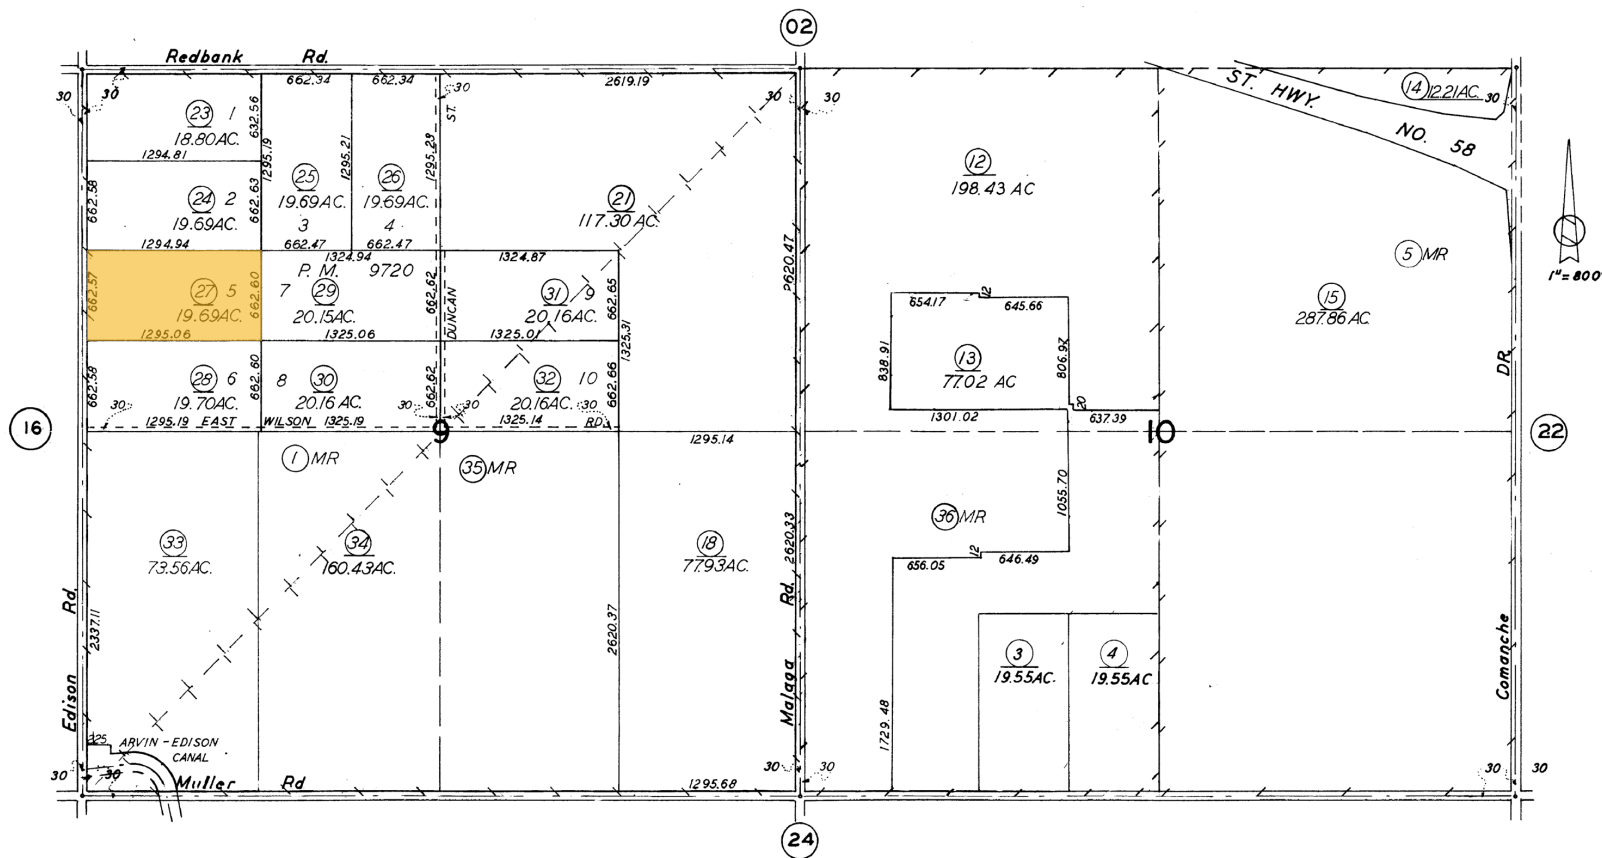 02
Redbank Rd.
662.34 662.34 2619.19
30 30 30 30 30 30
ST. HWY. NO. 58
14 12.21AC.
23 1
18.80AC.
632.56
1294.81
1295.19 1295.21 1295.23
ST.
12
198.43 AC
25
19.69AC.
3
26
19.69AC.
4
24 2
19.69AC.
662.58 662.63
21
117.30 AC.
1294.94 662.47 662.47
1324.94 1324.87
P. M. 9720
2620.47
5 MR
1"=800'
27 5
19.69AC.
662.57 662.60
7 29
20.15AC.
662.62
31 9
20.16AC.
662.65
654.17 12 645.66
15
287.86 AC.
1295.06 1325.06 DUNCAN 1325.01
1325.31
838.91
13
77.02 AC
806.97
DR.
28 6
19.70AC.
662.58 662.60
8 30
20.16 AC.
662.62
32 10
20.16AC.
662.66
30 30 30 30
1301.02 20 637.39
16
1295.19 EAST WILSON 1325.19 1325.14 RD.
9
1295.14
10
22
1 MR
35 MR
1055.70
36 MR
33
73.56AC.
34
160.43AC.
18
77.93AC.
2620.33
656.05 12 646.49
Edison Rd.
2337.11
2620.37
Malaga Rd.
3
19.55AC.
4
19.55AC
Comanche
1729.48
225
ARVIN-EDISON
CANAL
30 30 30 30 30 30
Muller Rd
1295.68
24